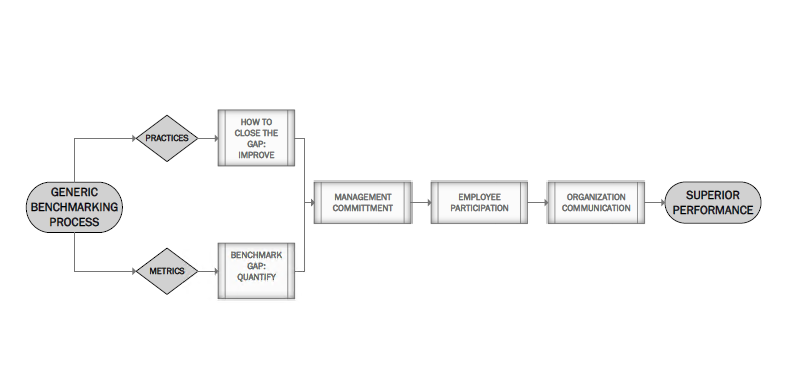 PRACTICES
HOW TO
CLOSE THE
GAP:
IMPROVE
GENERIC
BENCHMARKING
PROCESS
METRICS
BENCHMARK
GAP:
QUANTIFY
MANAGEMENT
COMMITTMENT
EMPLOYEE
PARTICIPATION
ORGANIZATION
COMMUNICATION
SUPERIOR
PERFORMANCE